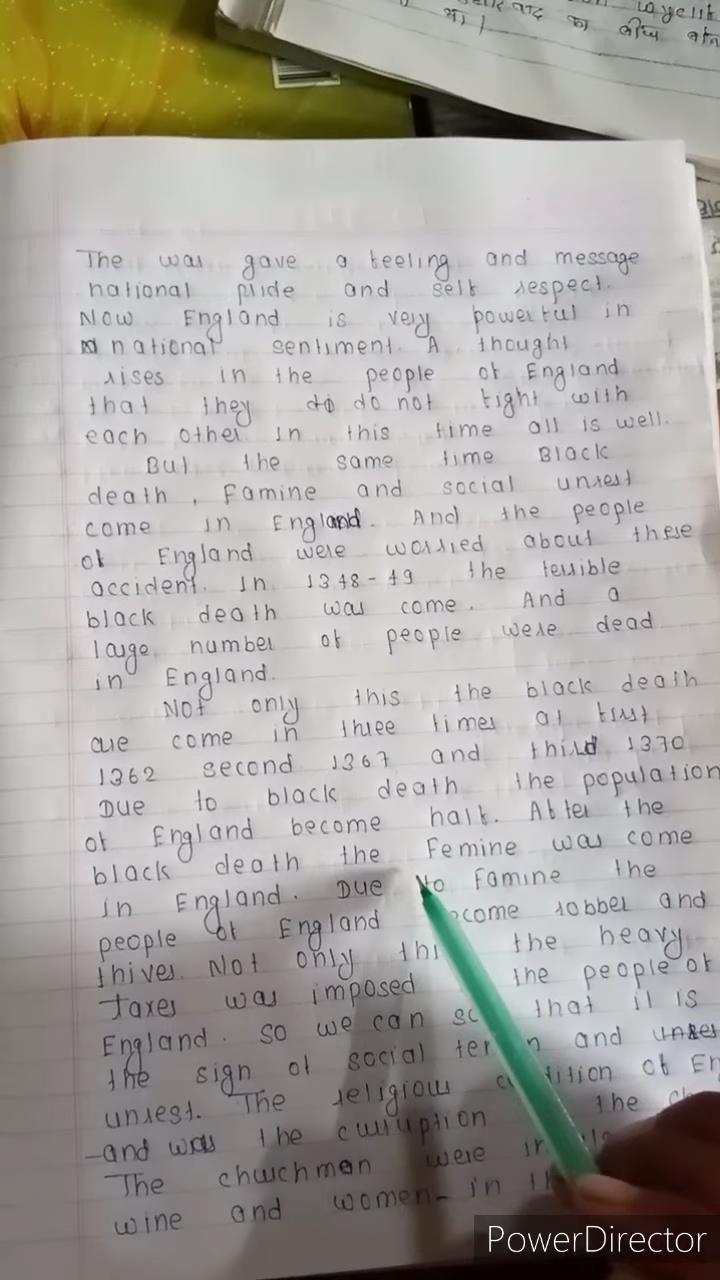 का बीच
था।
The was gave a feeling and message
national pride and self respect.
Now England is very powerful in
national sentiment. A thought
rises in the people of England
that they do not fight with
each other in this time all is well.
But the same time Black
death, Famine and social unrest
come in England. And the people
of England were worried about these
accident. In 1348-49 the terrible
black death was come. And a
large number of people were dead
in England.
Not only this the black death
are come in three times at first
1362 second 1367 and third 1370
Due to black death the population
of England become half. After the
black death the Femine was come
in England. Due to Famine the
people of England become robber and
thives. Not only the heavy
taxes was imposed the people of
England. So we can that it is
the sign of social and unrest
unrest. The religious condition of
and was the curruption the
The churchman were
wine and women- in
PowerDirector